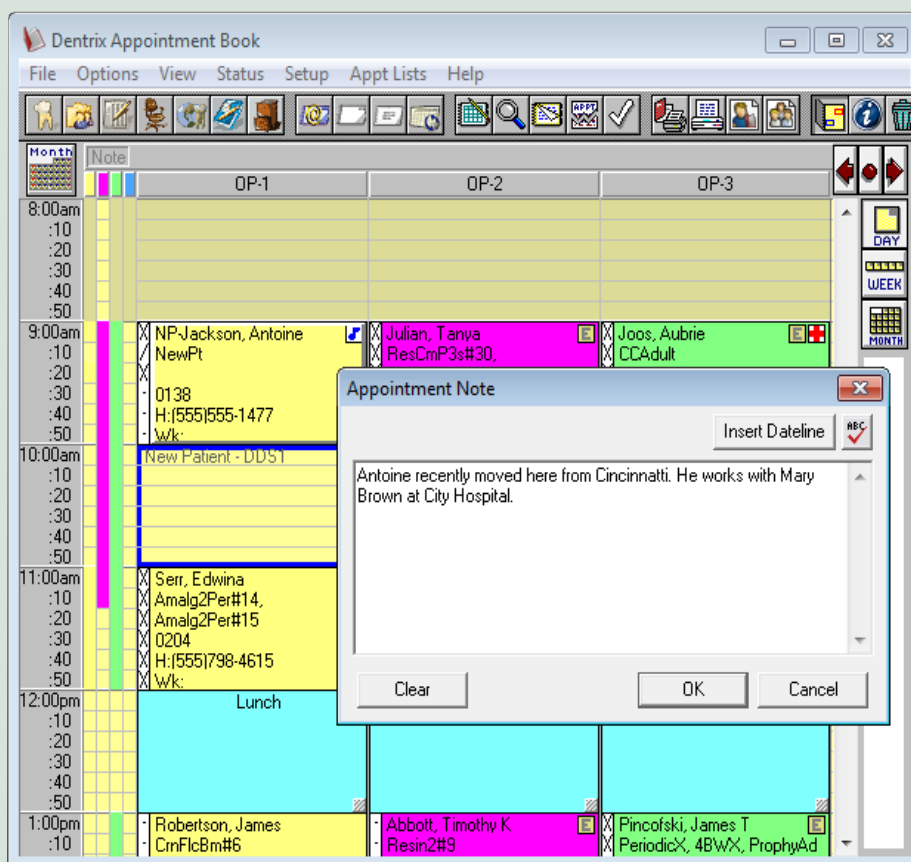 Dentrix Appointment Book
File Options View Status Setup Appt Lists Help
APPT
Month
Note
OP-1 OP-2 OP-3
8:00am
:10
:20
:30
:40
:50
DAY
WEEK
MONTH
9:00am X NP-Jackson, Antoine X Julian, Tanya E X Joos, Aubrie E
:10 / NewPt X ResCmP3s#30, X CCAdult
:20 X
:30 - 0138
:40 - H:(555)555-1477
:50 - Wk:
Appointment Note
Insert Dateline ABC
Antoine recently moved here from Cincinnatti. He works with Mary
Brown at City Hospital.
Clear OK Cancel
10:00am New Patient - DDS1
:10
:20
:30
:40
:50
11:00am X Serr, Edwina
:10 X Amalg2Per#14,
:20 X Amalg2Per#15
:30 X 0204
:40 X H:(555)798-4615
:50 X Wk:
12:00pm Lunch
:10
:20
:30
:40
:50
1:00pm - Robertson, James - Abbott, Timothy K E X Pincofski, James T E
:10 - CrnFlcBm#6 - Resin2#9 X PeriodicX, 4BWX, ProphyAd